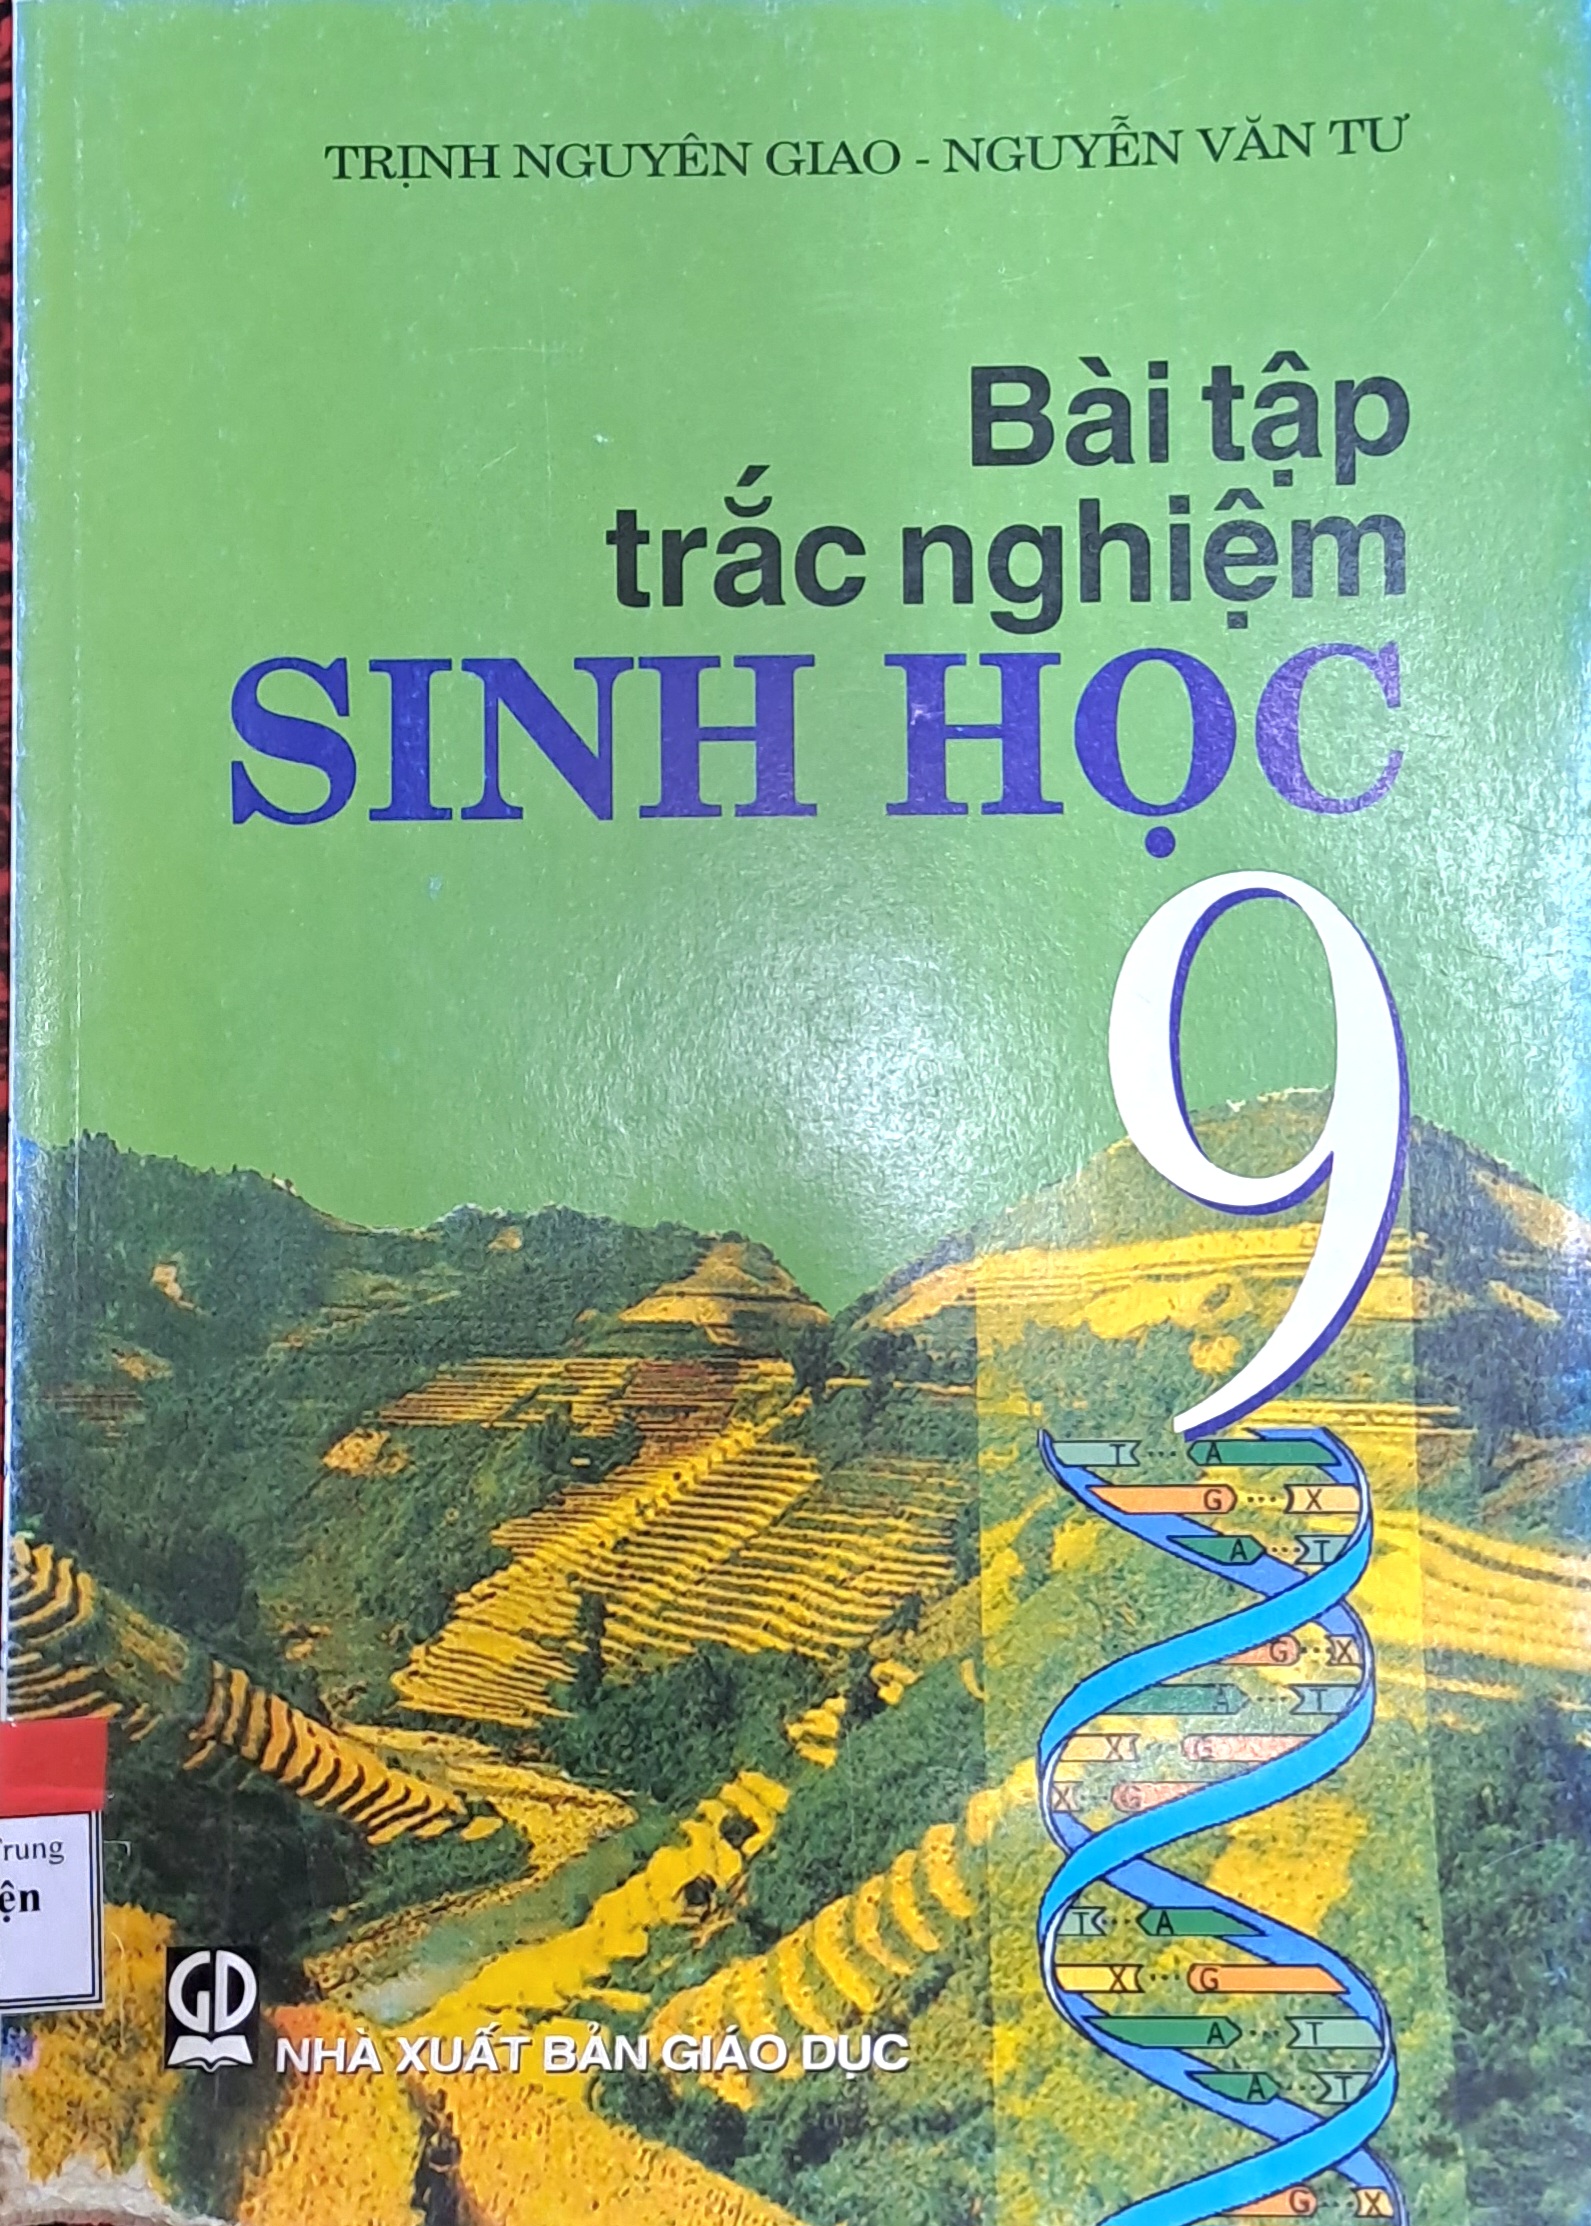 TRỊNH NGUYÊN GIAO - NGUYỄN VĂN TƯ
Bài tập
trắc nghiệm
SINH HỌC
9
T A
G X
A T
G X
A T
X G
X G
T A
X G
A T
A T
G X
rung
ện
GD
NHÀ XUẤT BẢN GIÁO DỤC